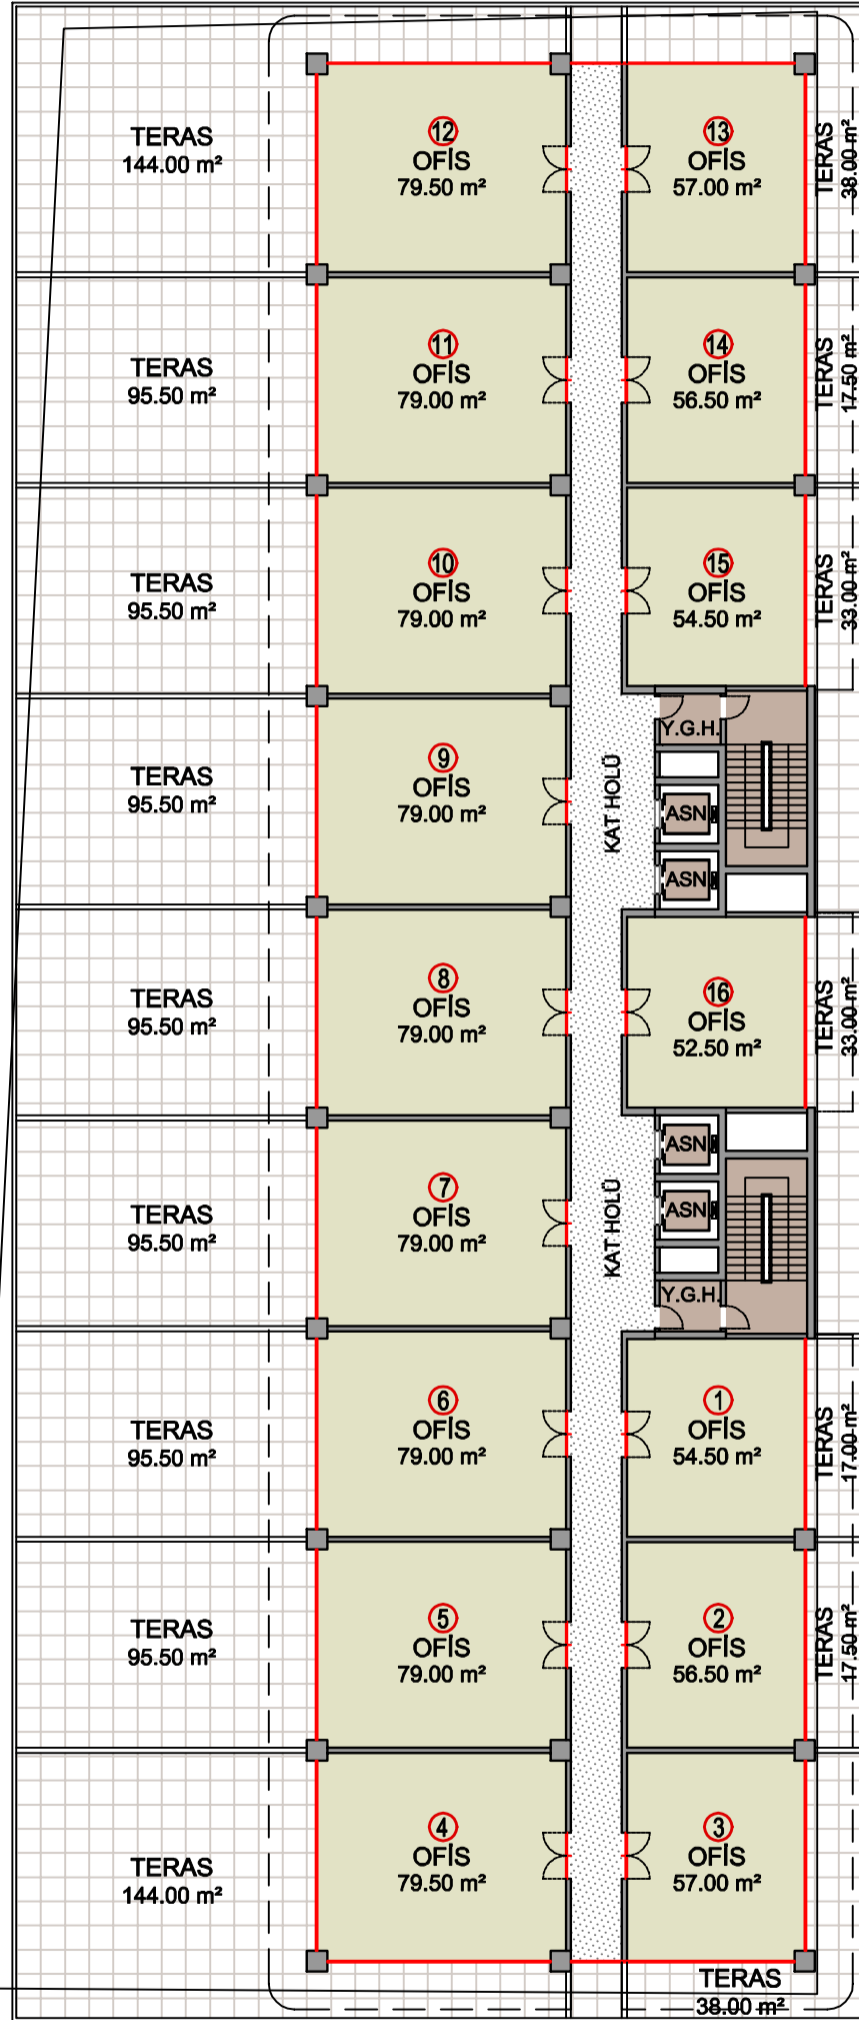 TERAS
144.00 m²
12
OFİS
79.50 m²
13
OFİS
57.00 m²
TERAS
38.00 m²
TERAS
95.50 m²
11
OFİS
79.00 m²
14
OFİS
56.50 m²
TERAS
17.50 m²
TERAS
95.50 m²
10
OFİS
79.00 m²
15
OFİS
54.50 m²
TERAS
33.00 m²
TERAS
95.50 m²
9
OFİS
79.00 m²
KAT HOLÜ
Y.G.H.
ASN
ASN
TERAS
95.50 m²
8
OFİS
79.00 m²
16
OFİS
52.50 m²
TERAS
33.00 m²
TERAS
95.50 m²
7
OFİS
79.00 m²
KAT HOLÜ
ASN
ASN
Y.G.H.
TERAS
95.50 m²
6
OFİS
79.00 m²
1
OFİS
54.50 m²
TERAS
17.00 m²
TERAS
95.50 m²
5
OFİS
79.00 m²
2
OFİS
56.50 m²
TERAS
17.50 m²
TERAS
144.00 m²
4
OFİS
79.50 m²
3
OFİS
57.00 m²
TERAS
38.00 m²